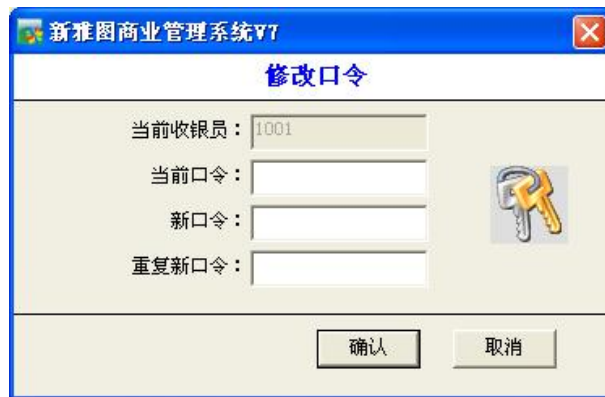 新雅图商业管理系统V7
修改口令
当前收银员：1001
当前口令：
新口令：
重复新口令：
确认 取消